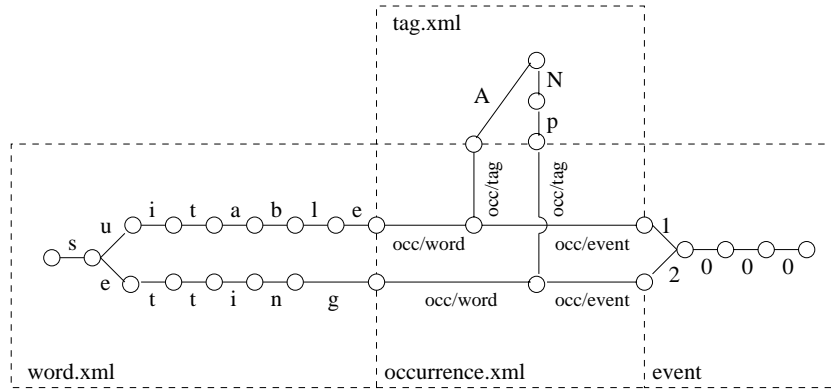 tag.xml
N
A
p
occ/tag
occ/tag
u i t a b l e
1
s
occ/word
occ/event
e t t i n g
2 0 0 0
occ/word
occ/event
word.xml
occurrence.xml
event